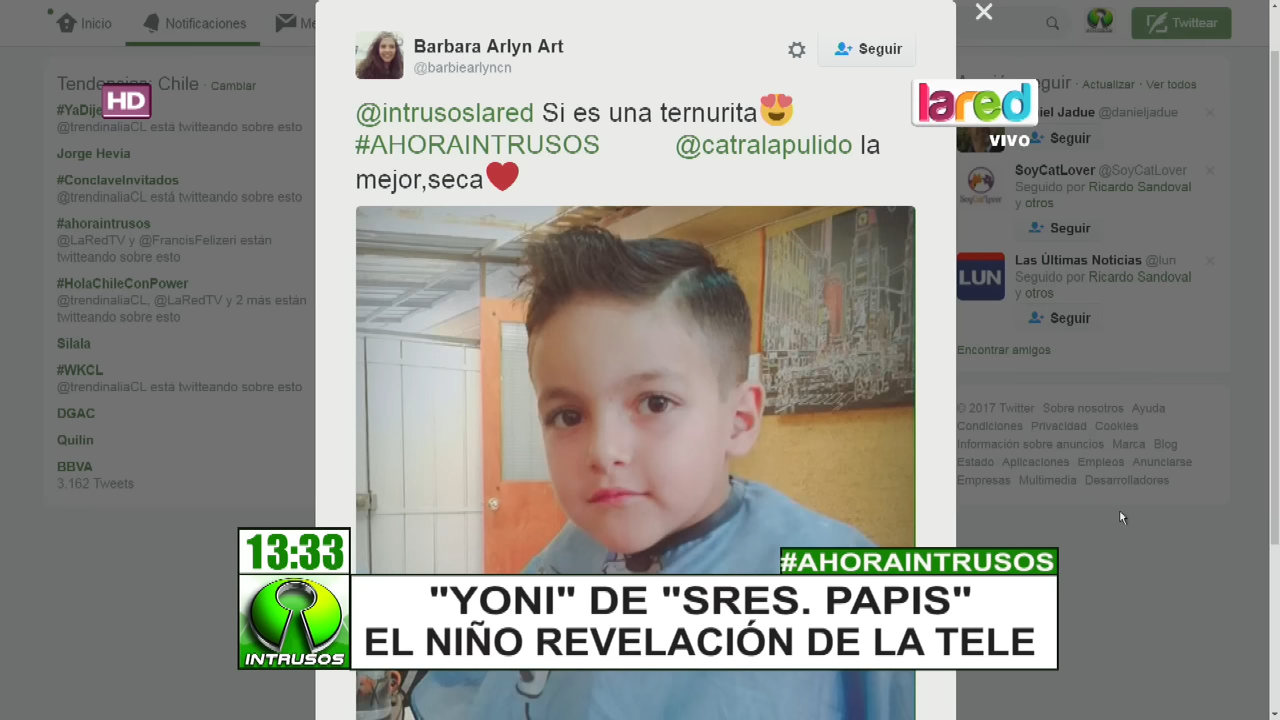 Inicio
Notificaciones
Me
Twittear
Tendencias: Chile · Cambiar
#YaDije
@trendinaliaCL está twitteando sobre esto
Jorge Hevia
#ConclaveInvitados
@trendinaliaCL está twitteando sobre esto
#ahoraintrusos
@LaRedTV y @FrancisFelizeri están
twitteando sobre esto
#HolaChileConPower
@trendinaliaCL, @LaRedTV y 2 más están
twitteando sobre esto
Silala
#WKCL
@trendinaliaCL está twitteando sobre esto
DGAC
Quilín
BBVA
3.162 Tweets
HD
Barbara Arlyn Art
@barbiearlyncn
Seguir
@intrusoslared Si es una ternurita
#AHORAINTRUSOS @catralapulido la
mejor,seca
lared
VIVO
seguir · Actualizar · Ver todos
Jadue @danieljadue
Seguir
SoyCatLover @SoyCatLover
Seguido por Ricardo Sandoval
y otros
Seguir
Las Últimas Noticias @lun
LUN
Seguido por Ricardo Sandoval
y otros
Seguir
Encontrar amigos
© 2017 Twitter Sobre nosotros Ayuda
Condiciones Privacidad Cookies
Información sobre anuncios Marca Blog
Estado Aplicaciones Empleos Anunciarse
Empresas Multimedia Desarrolladores
13:33
INTRUSOS
#AHORAINTRUSOS
"YONI" DE "SRES. PAPIS"
EL NIÑO REVELACIÓN DE LA TELE